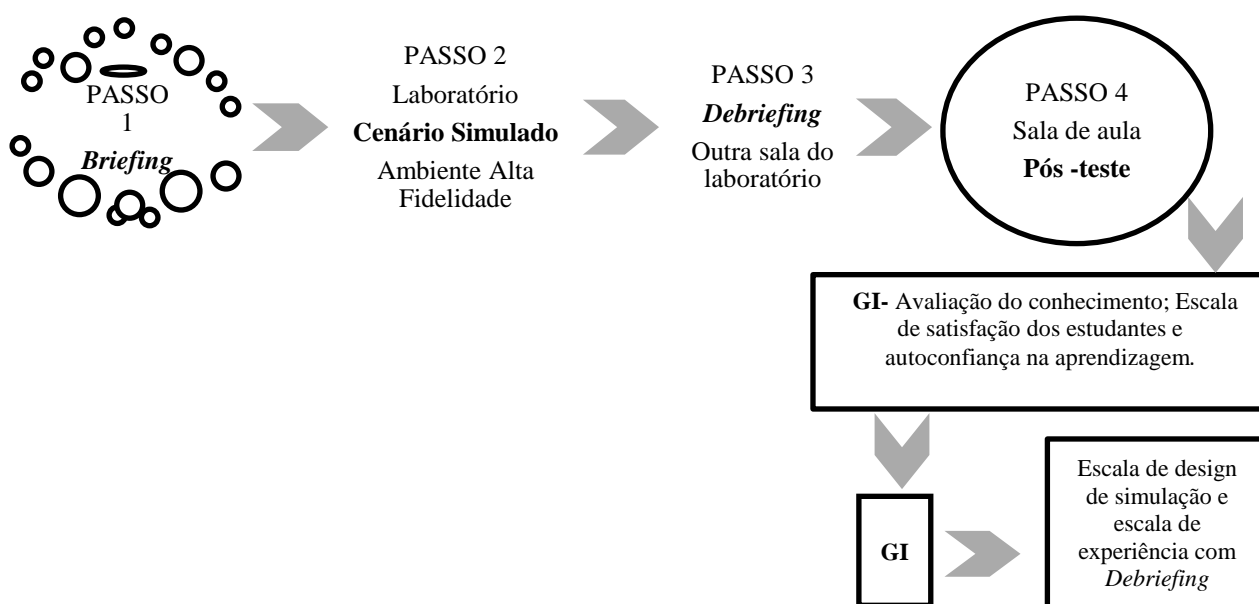 PASSO
1
Briefing
PASSO 2
Laboratório
Cenário Simulado
Ambiente Alta
Fidelidade
PASSO 3
Debriefing
Outra sala do
laboratório
PASSO 4
Sala de aula
Pós -teste
GI- Avaliação do conhecimento; Escala
de satisfação dos estudantes e
autoconfiança na aprendizagem.
GI
Escala de design
de simulação e
escala de
experiência com
Debriefing